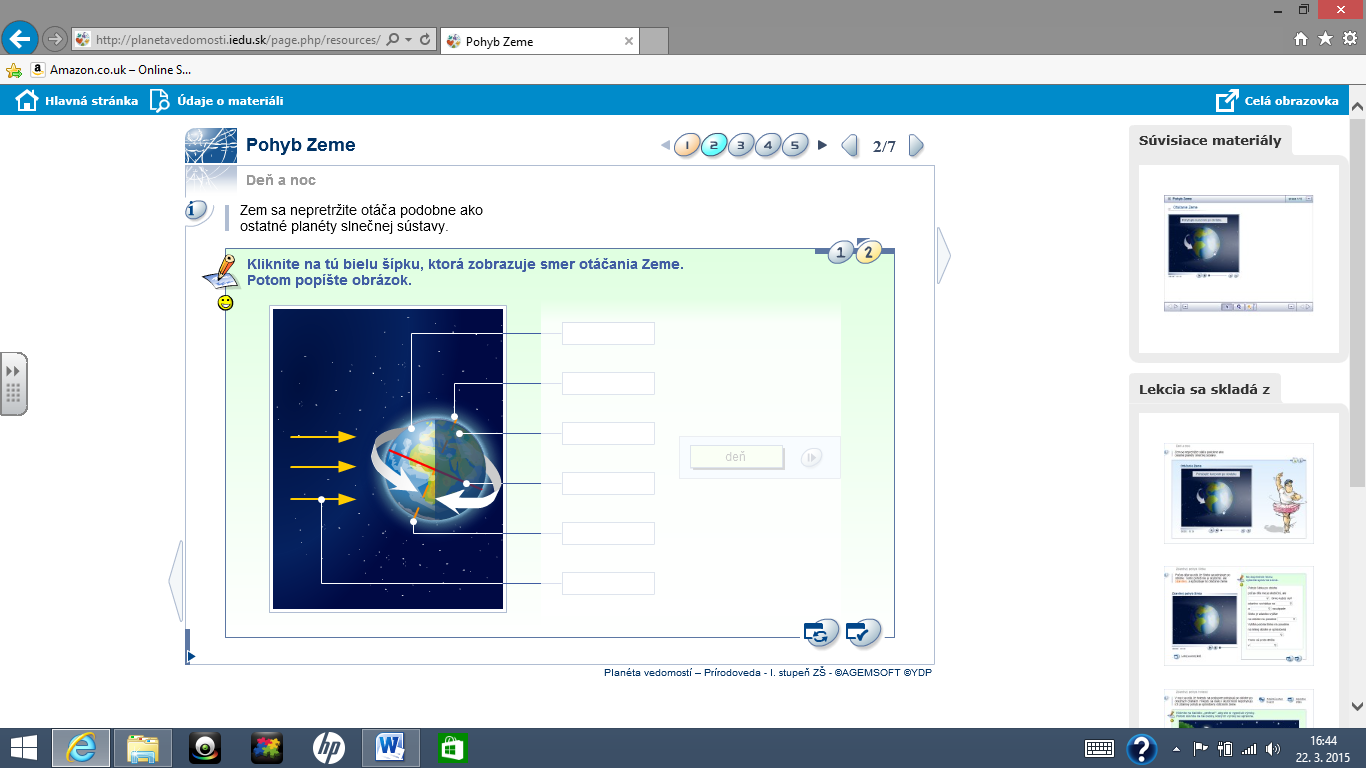 http://planetavedomosti.iedu.sk/page.php/resources/
Pohyb Zeme
Amazon.co.uk – Online S...
Hlavná stránka
Údaje o materiáli
Celá obrazovka
Pohyb Zeme
1 2 3 4 5
2/7
Súvisiace materiály
Deň a noc
Zem sa nepretržite otáča podobne ako
ostatné planéty slnečnej sústavy.
1 2
Kliknite na tú bielu šípku, ktorá zobrazuje smer otáčania Zeme.
Potom popíšte obrázok.
Lekcia sa skladá z
deň
Planéta vedomostí – Prírodoveda - I. stupeň ZŠ - ©AGEMSOFT ©YDP
16:44
22. 3. 2015